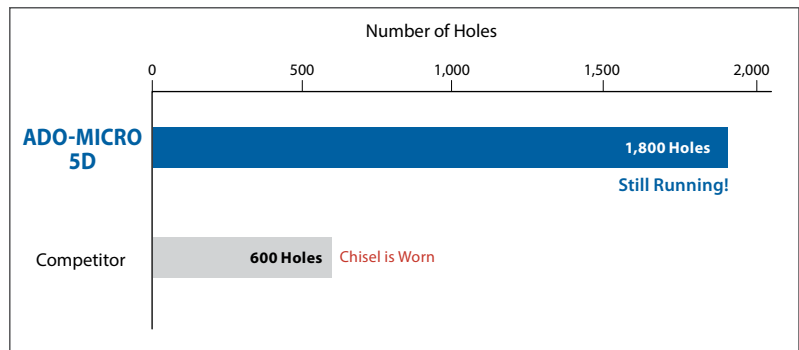 Number of Holes
0 500 1,000 1,500 2,000
ADO-MICRO
5D
1,800 Holes
Still Running!
Competitor
600 Holes
Chisel is Worn